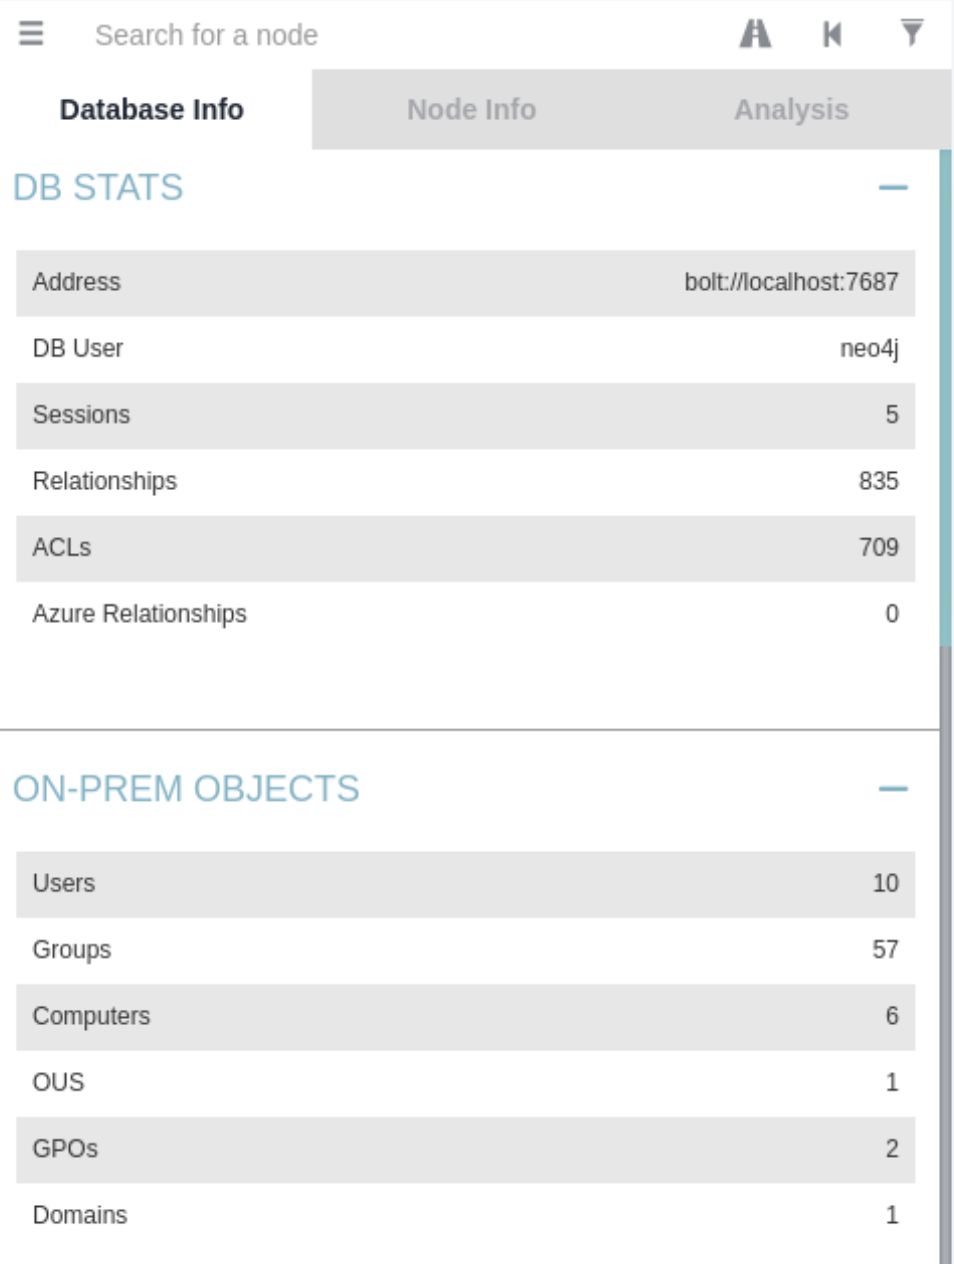 Search for a node
Database Info Node Info Analysis
DB STATS
Address bolt://localhost:7687
DB User neo4j
Sessions 5
Relationships 835
ACLs 709
Azure Relationships 0
ON-PREM OBJECTS
Users 10
Groups 57
Computers 6
OUS 1
GPOs 2
Domains 1